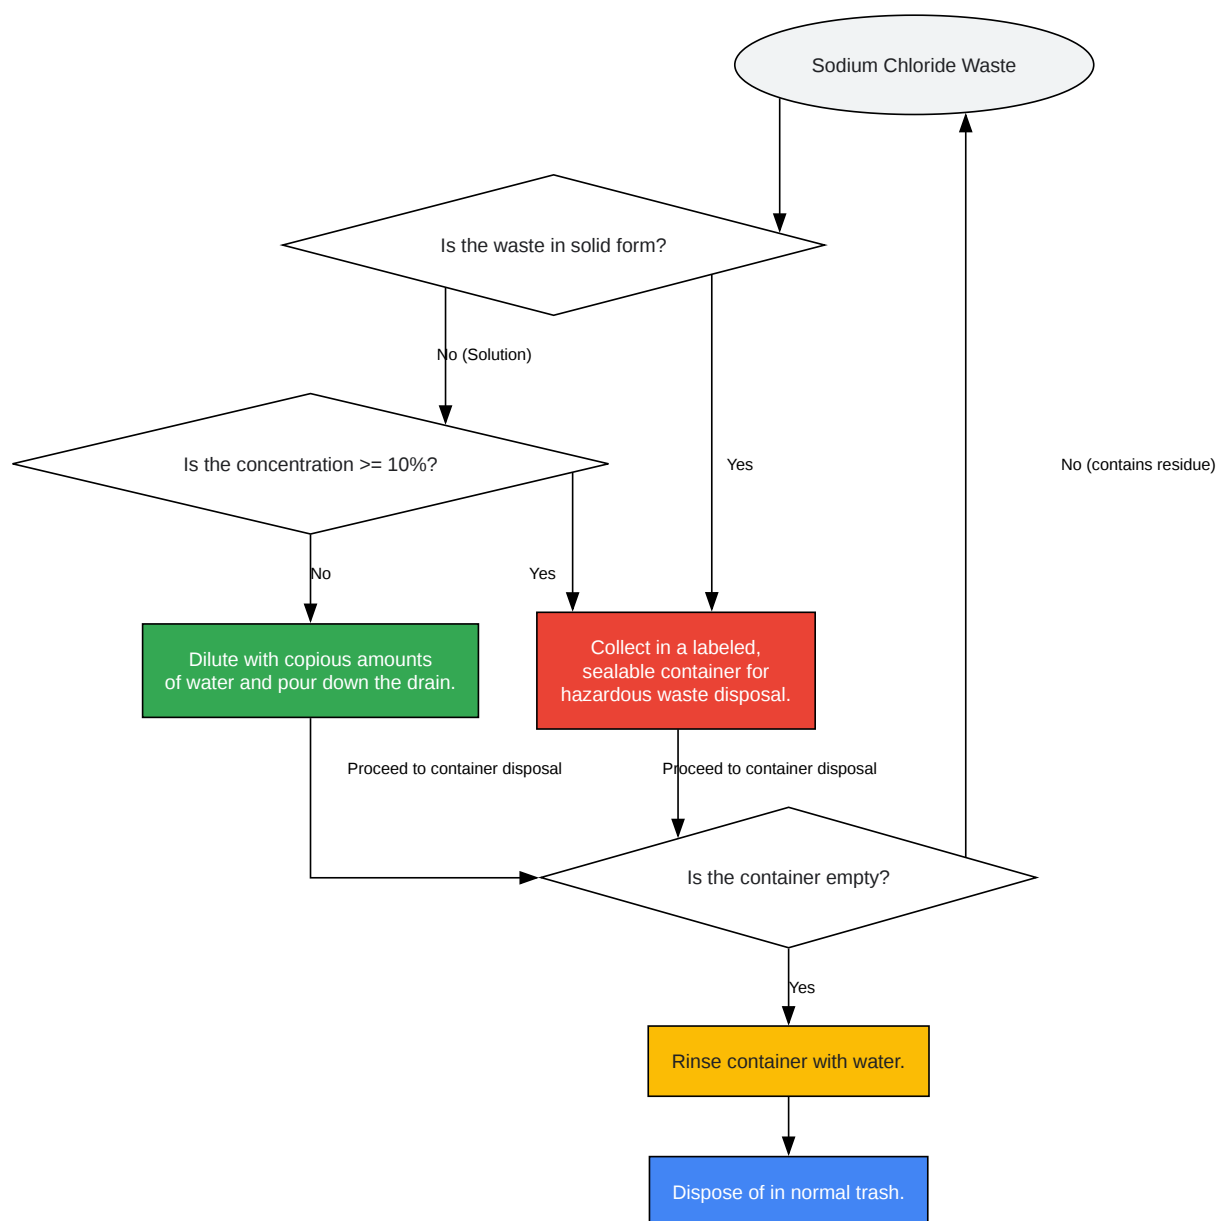 Sodium Chloride Waste
Is the waste in solid form?
No (Solution)
Is the concentration >= 10%?
Yes
No (contains residue)
No
Yes
Dilute with copious amounts
of water and pour down the drain.
Collect in a labeled,
sealable container for
hazardous waste disposal.
Proceed to container disposal
Proceed to container disposal
Is the container empty?
Yes
Rinse container with water.
Dispose of in normal trash.